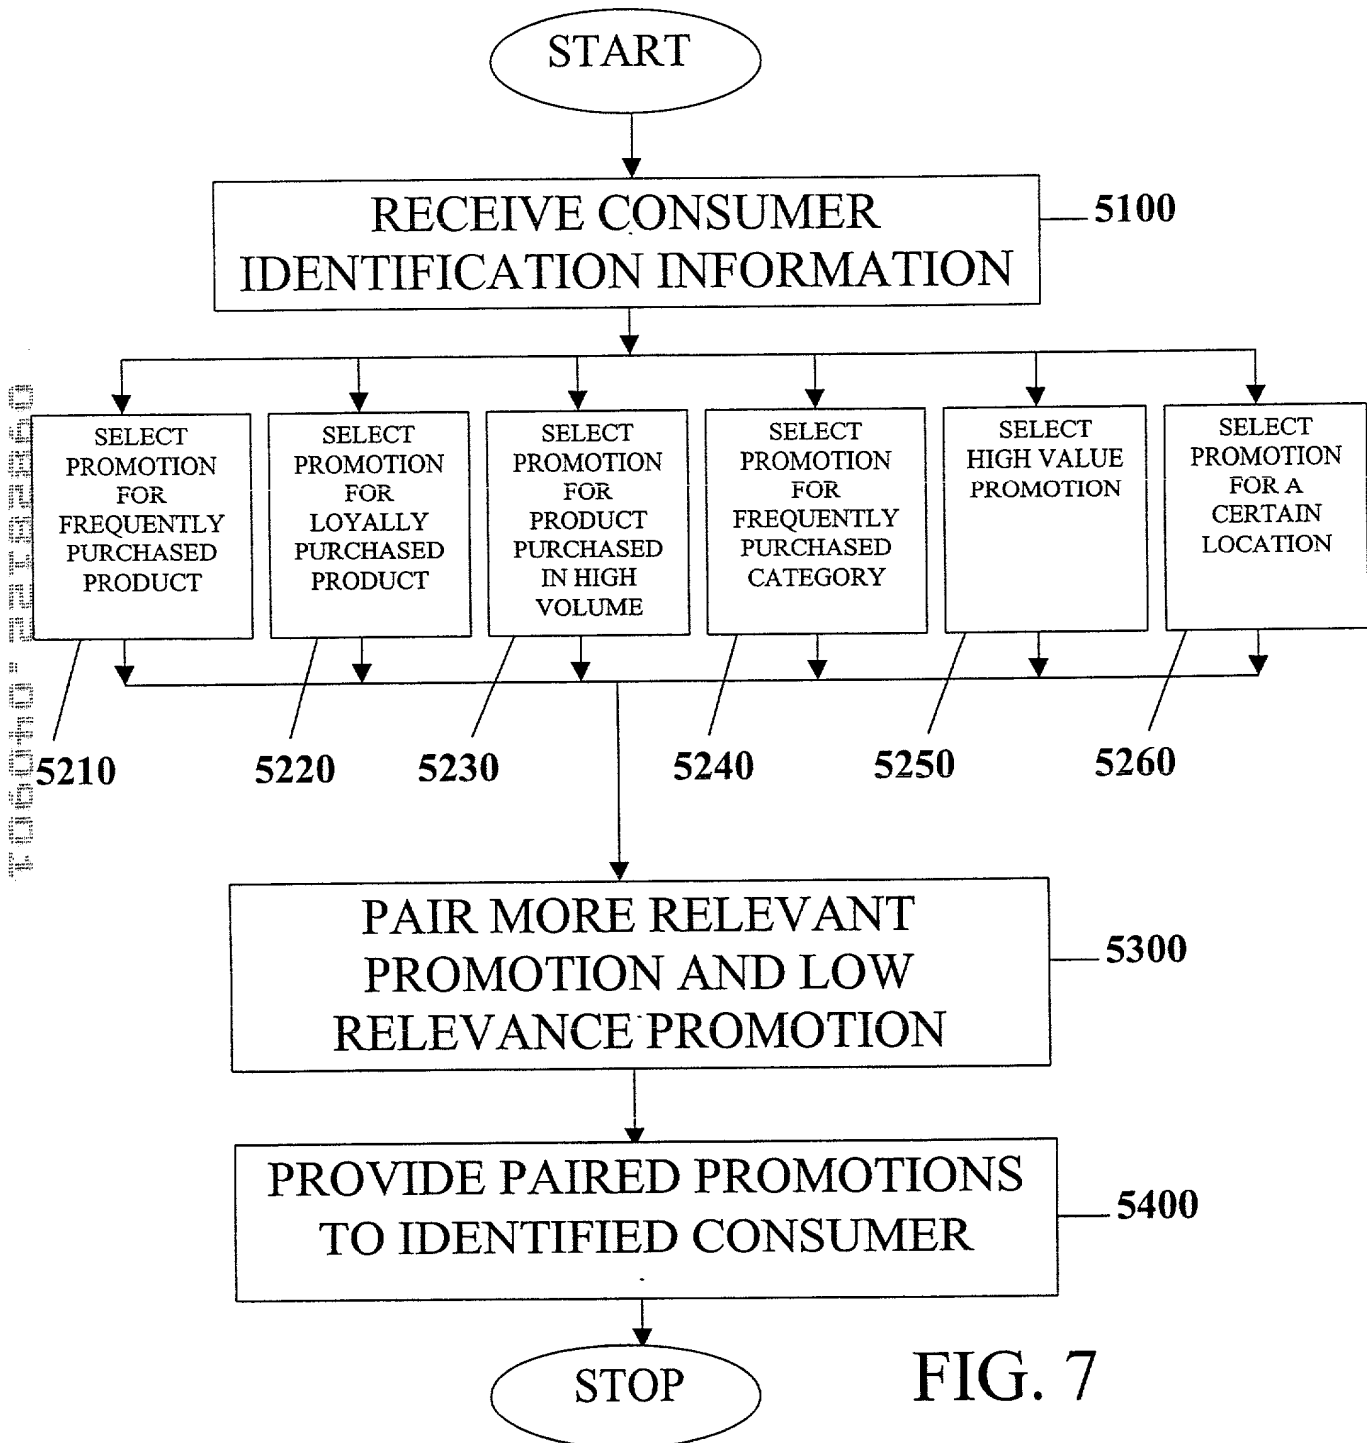 START
RECEIVE CONSUMER
IDENTIFICATION INFORMATION
5100
SELECT
PROMOTION
FOR
FREQUENTLY
PURCHASED
PRODUCT
SELECT
PROMOTION
FOR
LOYALLY
PURCHASED
PRODUCT
SELECT
PROMOTION
FOR
PRODUCT
PURCHASED
IN HIGH
VOLUME
SELECT
PROMOTION
FOR
FREQUENTLY
PURCHASED
CATEGORY
SELECT
HIGH VALUE
PROMOTION
SELECT
PROMOTION
FOR A
CERTAIN
LOCATION
5210
5220
5230
5240
5250
5260
PAIR MORE RELEVANT
PROMOTION AND LOW
RELEVANCE PROMOTION
5300
PROVIDE PAIRED PROMOTIONS
TO IDENTIFIED CONSUMER
5400
STOP
FIG. 7